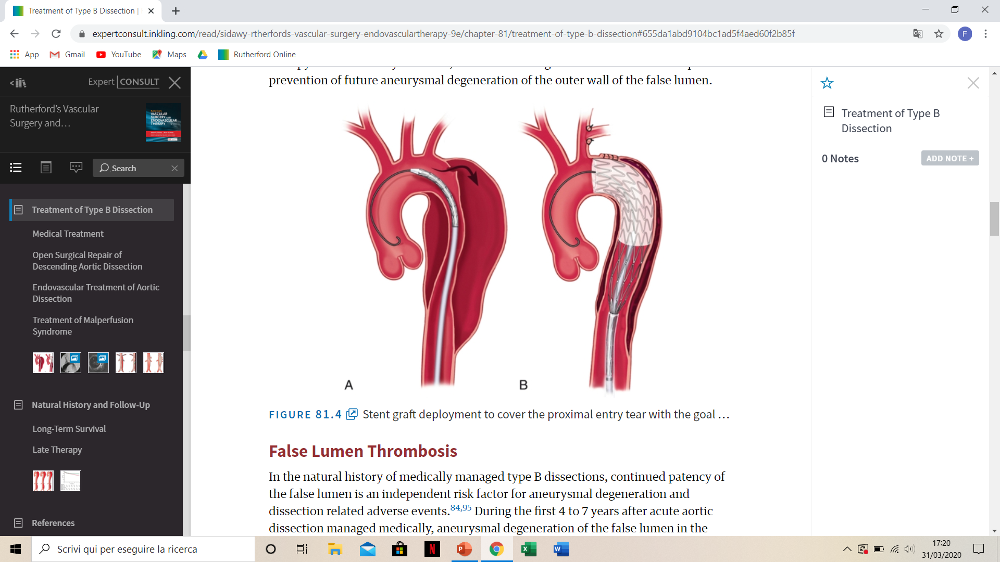 Treatment of Type B Dissection |
expertconsult.inkling.com/read/sidawy-rtherfords-vascular-surgery-endovasculartherapy-9e/chapter-81/treatment-of-type-b-dissection#655da1abd9104bc1ad5f4aed60f2b85f
F
App Gmail YouTube Maps Rutherford Online
Expert CONSULT
Rutherford's Vascular
Surgery and...
VASCULAR
SURGERY AND
ENDOVASCULAR
THERAPY
Search
Treatment of Type B Dissection
Medical Treatment
Open Surgical Repair of
Descending Aortic Dissection
Endovascular Treatment of Aortic
Dissection
Treatment of Malperfusion
Syndrome
Natural History and Follow-Up
Long-Term Survival
Late Therapy
References
prevention of future aneurysmal degeneration of the outer wall of the false lumen.
A B
FIGURE 81.4 Stent graft deployment to cover the proximal entry tear with the goal ...
False Lumen Thrombosis
In the natural history of medically managed type B dissections, continued patency of
the false lumen is an independent risk factor for aneurysmal degeneration and
dissection related adverse events.84,95 During the first 4 to 7 years after acute aortic
dissection managed medically, aneurysmal degeneration of the false lumen in the
Treatment of Type B
Dissection
0 Notes ADD NOTE +
Scrivi qui per eseguire la ricerca
17:20
31/03/2020